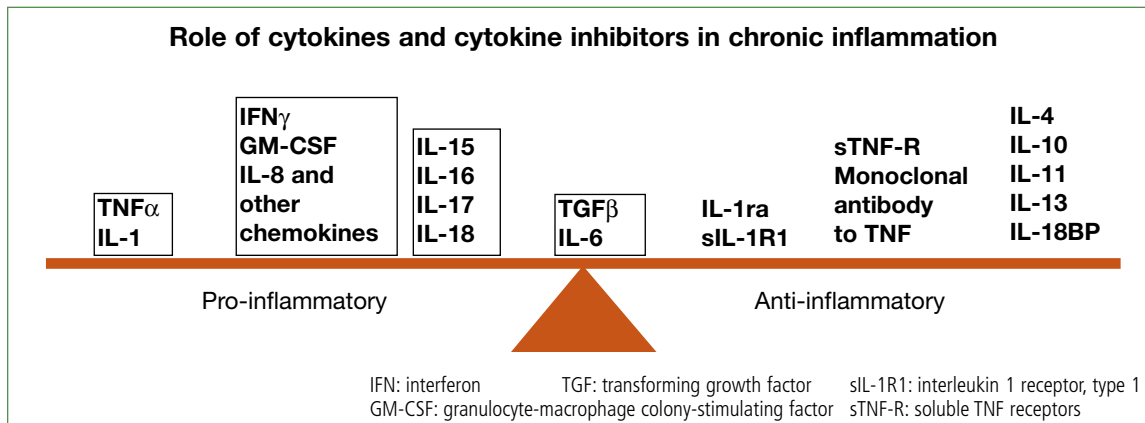 Role of cytokines and cytokine inhibitors in chronic inflammation
TNFα
IL-1
IFNγ
GM-CSF
IL-8 and
other
chemokines
IL-15
IL-16
IL-17
IL-18
TGFβ
IL-6
IL-1ra
sIL-1R1
sTNF-R
Monoclonal
antibody
to TNF
IL-4
IL-10
IL-11
IL-13
IL-18BP
Pro-inflammatory
Anti-inflammatory
IFN: interferon
TGF: transforming growth factor
sIL-1R1: interleukin 1 receptor, type 1
GM-CSF: granulocyte-macrophage colony-stimulating factor
sTNF-R: soluble TNF receptors